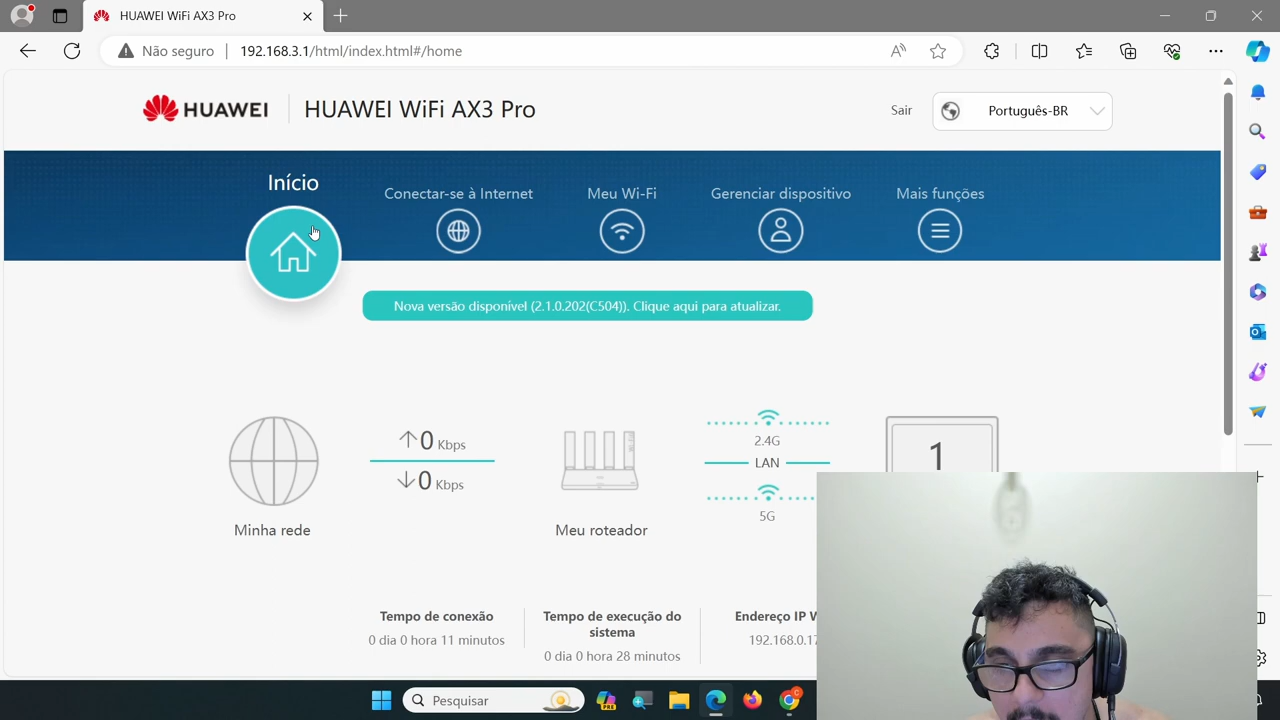 HUAWEI WiFi AX3 Pro
Não seguro
192.168.3.1/html/index.html#/home
HUAWEI
HUAWEI WiFi AX3 Pro
Sair
Português-BR
Início
Conectar-se à Internet
Meu Wi-Fi
Gerenciar dispositivo
Mais funções
Nova versão disponível (2.1.0.202(C504)). Clique aqui para atualizar.
0 Kbps
0 Kbps
2.4G
LAN
5G
1
Minha rede
Meu roteador
Tempo de conexão
0 dia 0 hora 11 minutos
Tempo de execução do
sistema
0 dia 0 hora 28 minutos
Endereço IP
Pesquisar
PRE